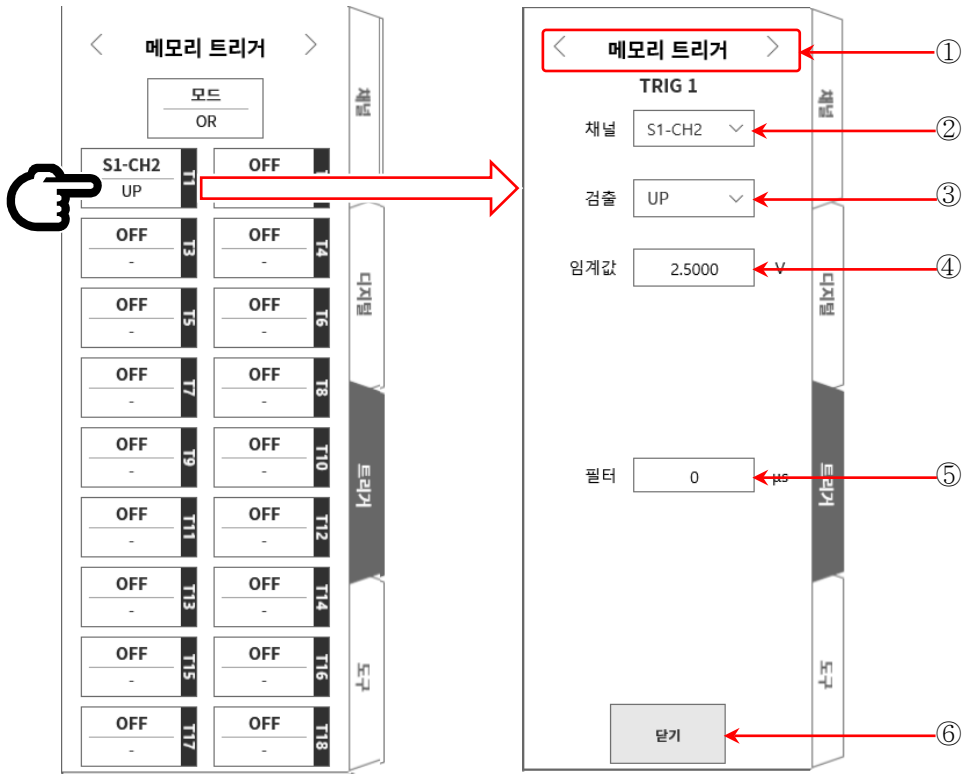 메모리 트리거
모드
OR
S1-CH2
UP
T1
OFF
OFF
-
T3
OFF
-
T4
OFF
-
T5
OFF
-
T6
OFF
-
T7
OFF
-
T8
OFF
-
T9
OFF
-
T10
OFF
-
T11
OFF
-
T12
OFF
-
T13
OFF
-
T14
OFF
-
T15
OFF
-
T16
OFF
-
T17
OFF
-
T18
채널
디지털
트리거
도구
메모리 트리거
①
TRIG 1
채널 S1-CH2 ②
검출 UP ③
임계값 2.5000 V ④
필터 0 μs ⑤
닫기 ⑥
채널
디지털
트리거
도구